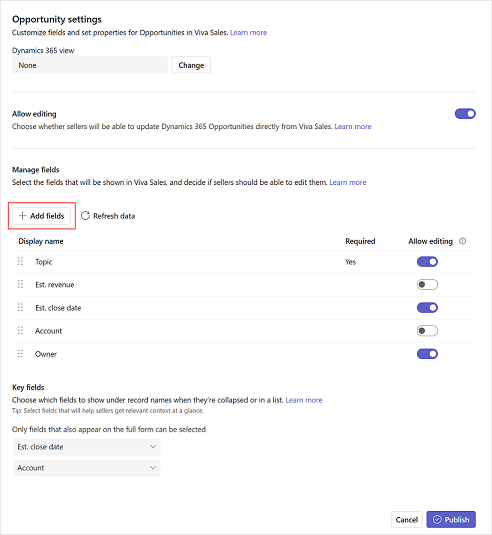 Opportunity settings
Customize fields and set properties for Opportunities in Viva Sales. Learn more
Dynamics 365 view
None Change
Allow editing
Choose whether sellers will be able to update Dynamics 365 Opportunities directly from Viva Sales. Learn more
Manage fields
Select the fields that will be shown in Viva Sales, and decide if sellers should be able to edit them. Learn more
Add fields Refresh data
Display name Required Allow editing
Topic Yes
Est. revenue
Est. close date
Account
Owner
Key fields
Choose which fields to show under record names when they're collapsed or in a list. Learn more
Tip: Select fields that will help sellers get relevant context at a glance.
Only fields that also appear on the full form can be selected
Est. close date
Account
Cancel Publish